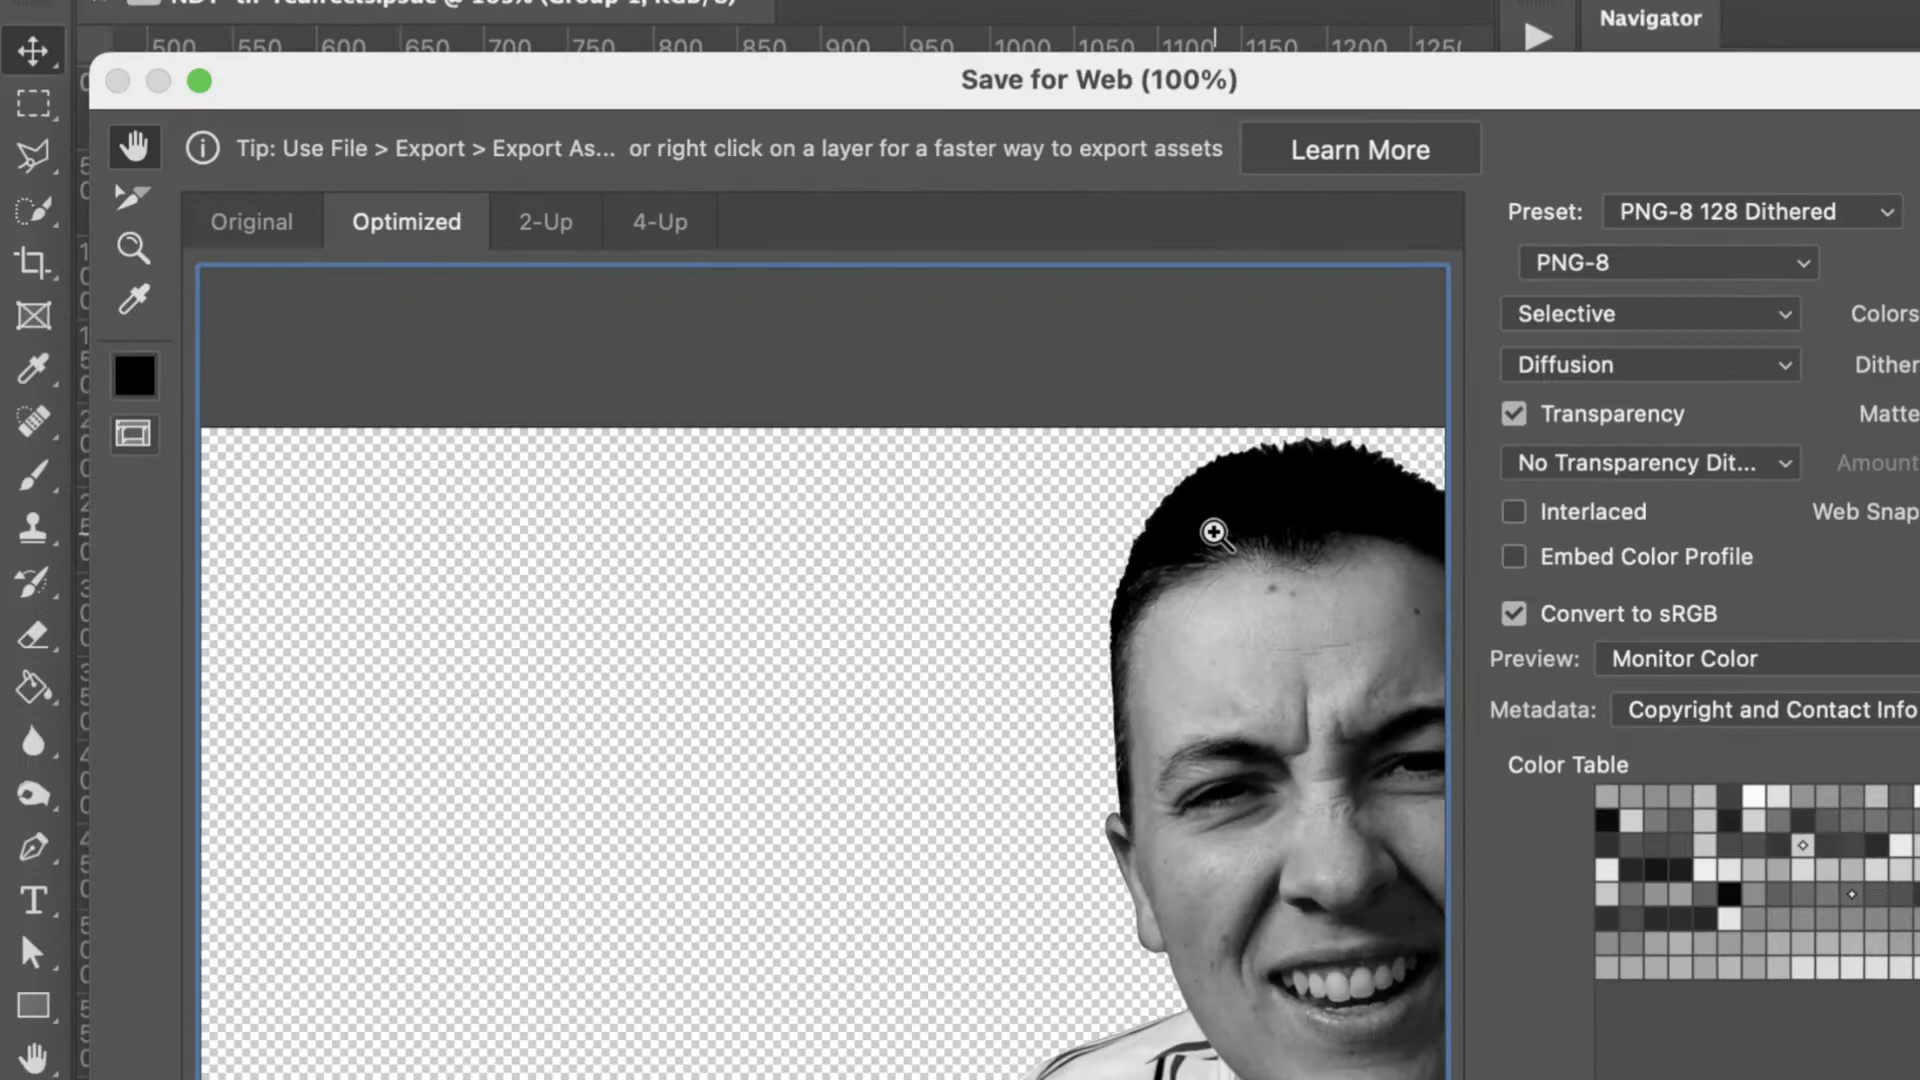 Navigator
500 550 600 650 700 750 800 850 900 950 1000 1050 1100 1150 1200
Save for Web (100%)
Tip: Use File > Export > Export As... or right click on a layer for a faster way to export assets
Learn More
Original Optimized 2-Up 4-Up
Preset: PNG-8 128 Dithered
PNG-8
Selective Colors
Diffusion Dither
Transparency Matte
No Transparency Dit... Amount
Interlaced Web Snap
Embed Color Profile
Convert to sRGB
Preview: Monitor Color
Metadata: Copyright and Contact Info
Color Table